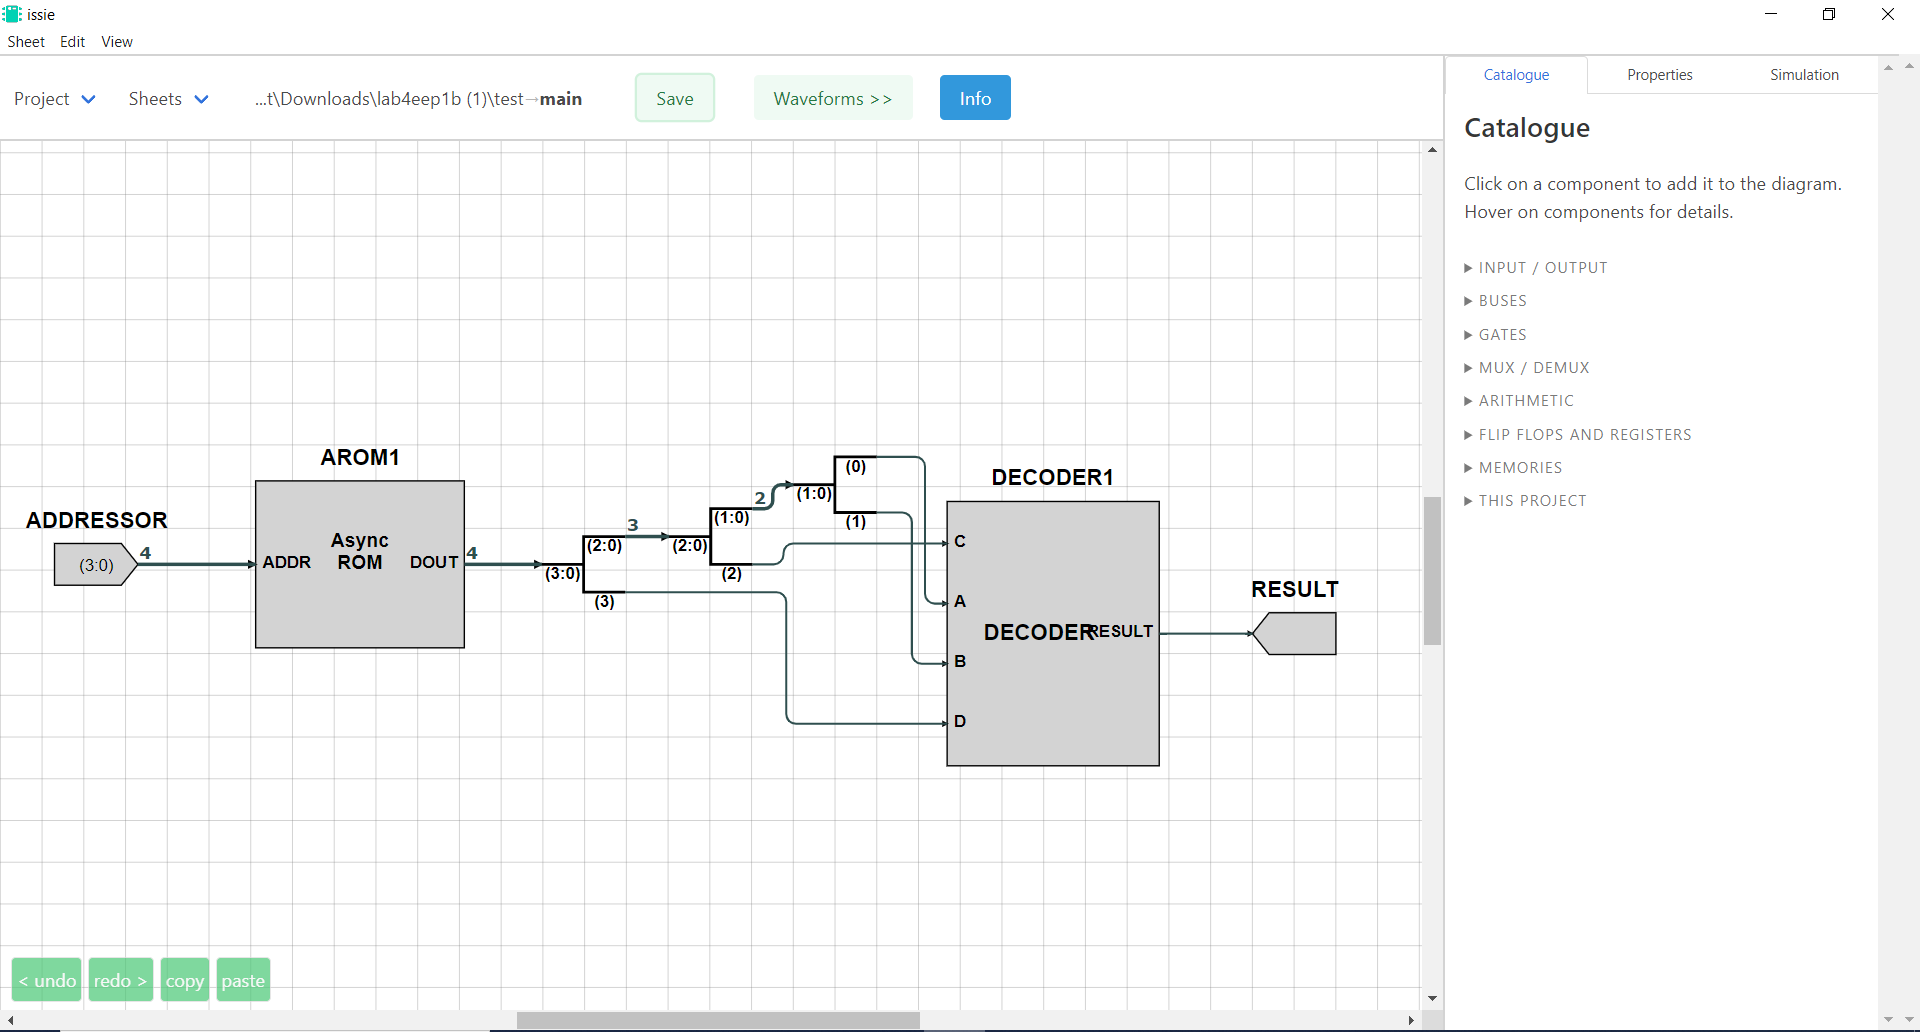 issie
Sheet Edit View
Project Sheets ...t\Downloads\lab4eep1b (1)\test→main Save Waveforms >> Info
Catalogue Properties Simulation
Catalogue
Click on a component to add it to the diagram.
Hover on components for details.
INPUT / OUTPUT
BUSES
GATES
MUX / DEMUX
ARITHMETIC
FLIP FLOPS AND REGISTERS
MEMORIES
THIS PROJECT
ADDRESSOR
(3:0)
4
AROM1
Async
ROM
ADDR
DOUT
4
(3:0)
(2:0)
(3)
3
(2:0)
(1:0)
(2)
2
(1:0)
(0)
(1)
DECODER1
C
A
B
D
DECODER
RESULT
RESULT
< undo redo > copy paste